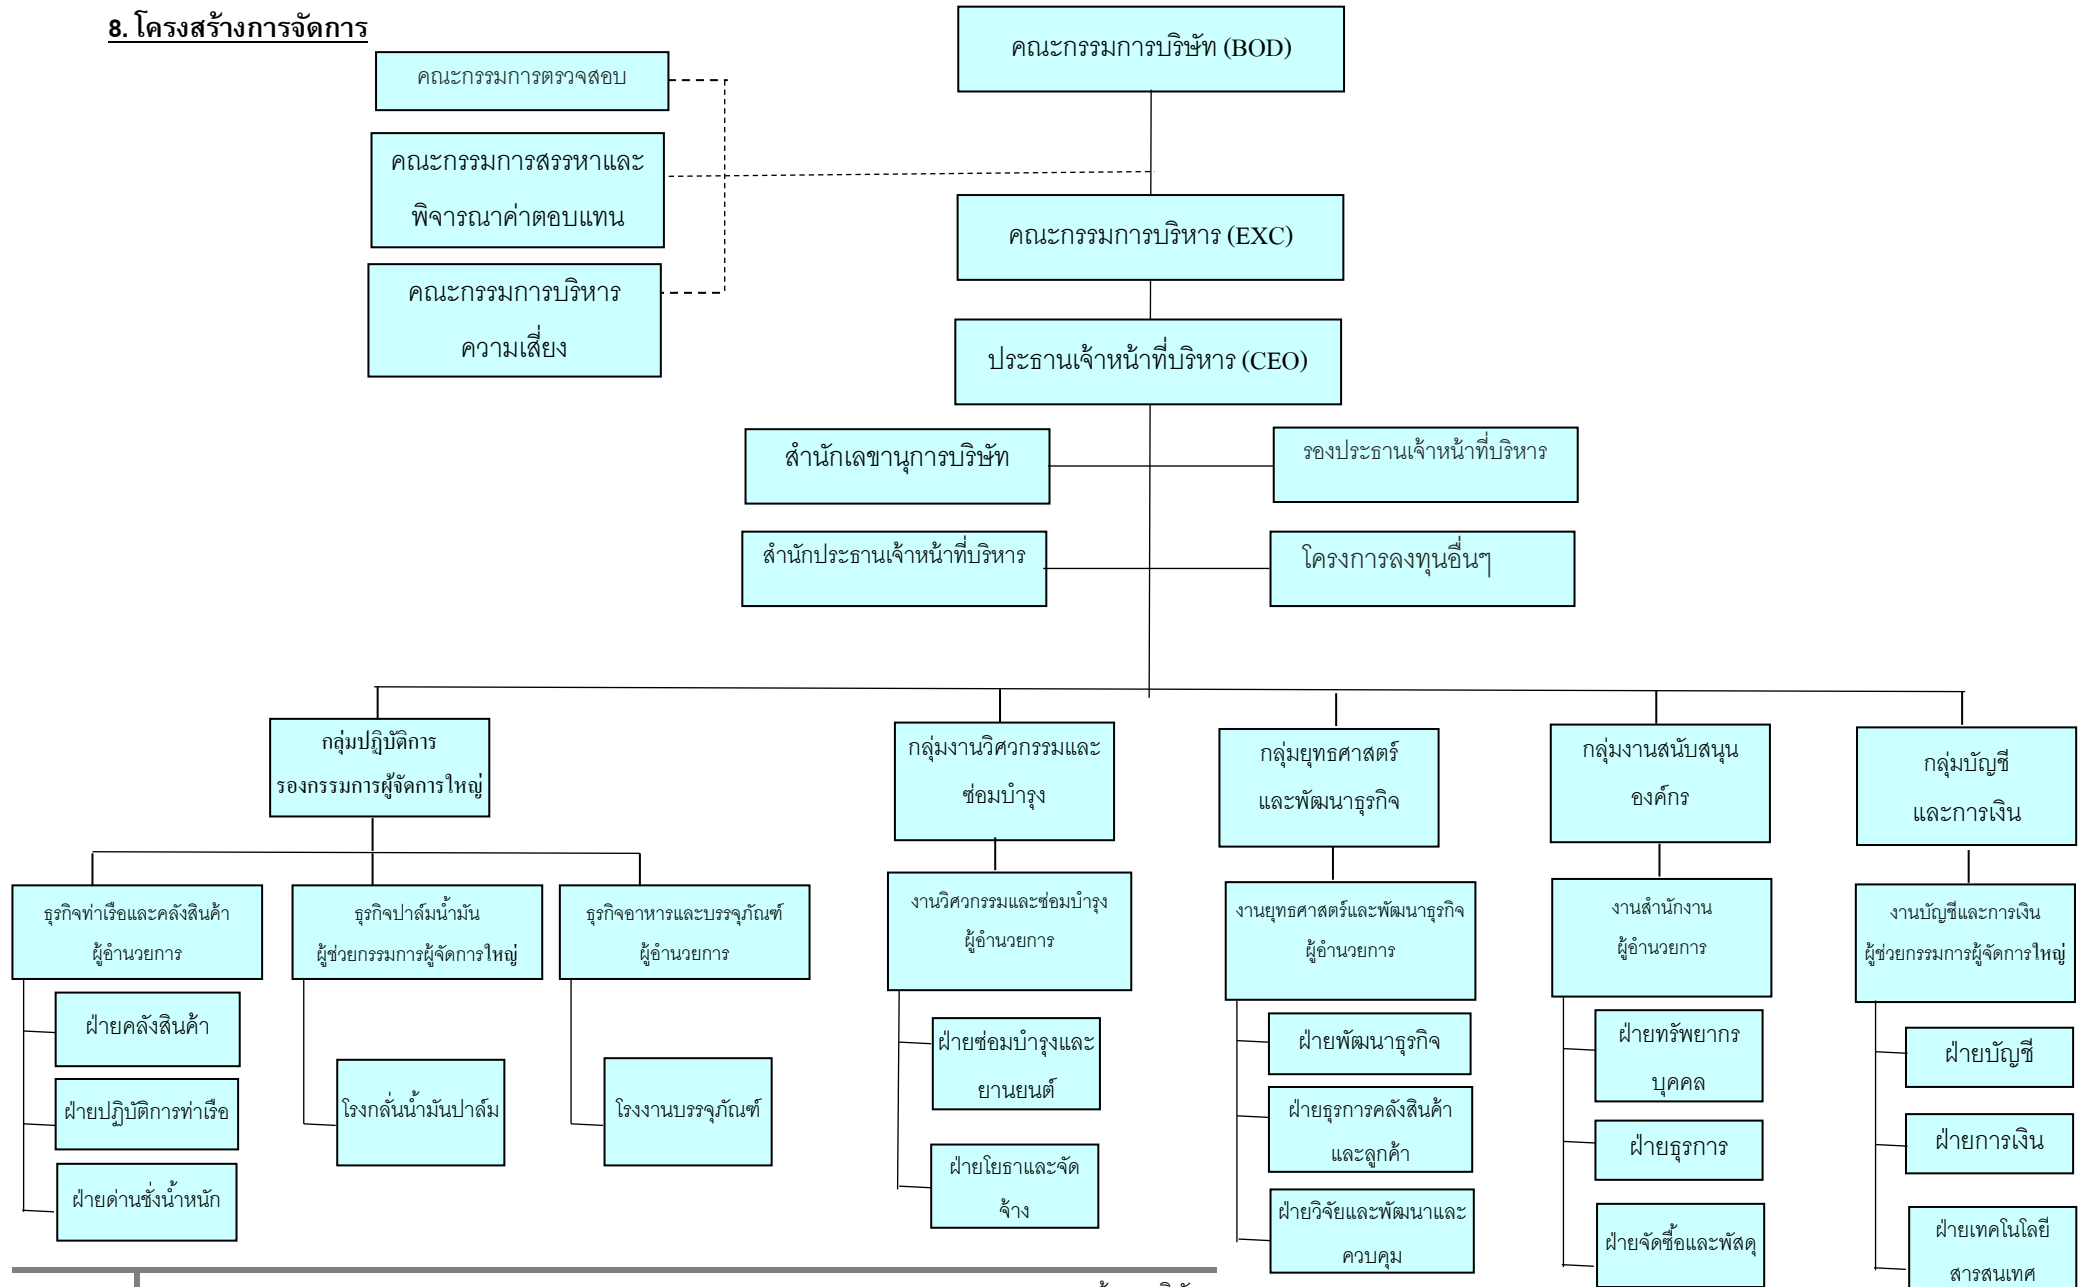 8. โครงสร้างการจัดการ
คณะกรรมการบริษัท (BOD)
คณะกรรมการตรวจสอบ
คณะกรรมการสรรหาและ
พิจารณาค่าตอบแทน
คณะกรรมการบริหาร (EXC)
คณะกรรมการบริหาร
ความเสี่ยง
ประธานเจ้าหน้าที่บริหาร (CEO)
สำนักเลขานุการบริษัท
รองประธานเจ้าหน้าที่บริหาร
สำนักประธานเจ้าหน้าที่บริหาร
โครงการลงทุนอื่นๆ
กลุ่มปฏิบัติการ
รองกรรมการผู้จัดการใหญ่
กลุ่มงานวิศวกรรมและ
ซ่อมบำรุง
กลุ่มยุทธศาสตร์
และพัฒนาธุรกิจ
กลุ่มงานสนับสนุน
องค์กร
กลุ่มบัญชี
และการเงิน
ธุรกิจท่าเรือและคลังสินค้า
ผู้อำนวยการ
ธุรกิจปาล์มน้ำมัน
ผู้ช่วยกรรมการผู้จัดการใหญ่
ธุรกิจอาหารและบรรจุภัณฑ์
ผู้อำนวยการ
งานวิศวกรรมและซ่อมบำรุง
ผู้อำนวยการ
งานยุทธศาสตร์และพัฒนาธุรกิจ
ผู้อำนวยการ
งานสำนักงาน
ผู้อำนวยการ
งานบัญชีและการเงิน
ผู้ช่วยกรรมการผู้จัดการใหญ่
ฝ่ายคลังสินค้า
ฝ่ายปฏิบัติการท่าเรือ
ฝ่ายด่านชั่งน้ำหนัก
โรงกลั่นน้ำมันปาล์ม
โรงงานบรรจุภัณฑ์
ฝ่ายซ่อมบำรุงและ
ยานยนต์
ฝ่ายโยธาและจัด
จ้าง
ฝ่ายพัฒนาธุรกิจ
ฝ่ายธุรการคลังสินค้า
และลูกค้า
ฝ่ายวิจัยและพัฒนาและ
ควบคุม
ฝ่ายทรัพยากร
บุคคล
ฝ่ายธุรการ
ฝ่ายจัดซื้อและพัสดุ
ฝ่ายบัญชี
ฝ่ายการเงิน
ฝ่ายเทคโนโลยี
สารสนเทศ